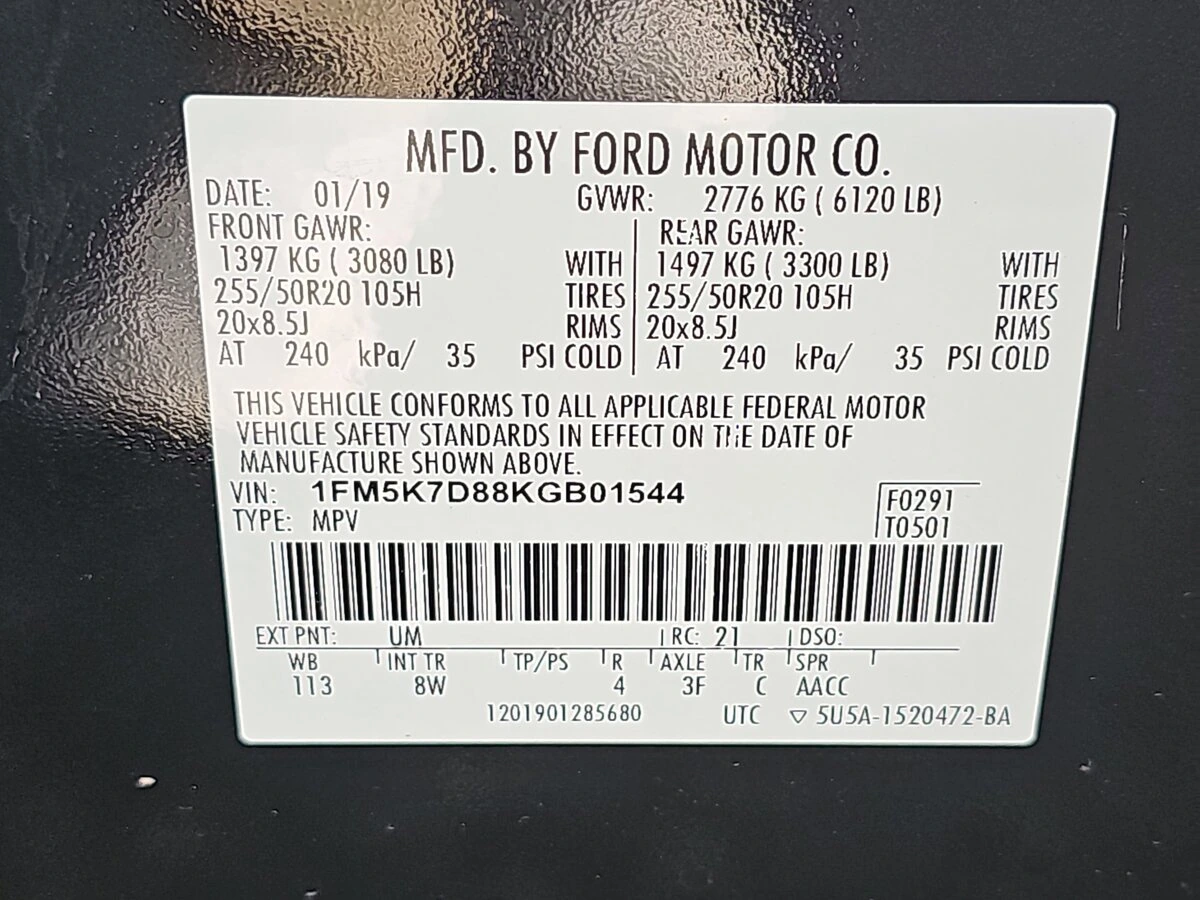 MFD. BY FORD MOTOR CO.
DATE: 01/19 GVWR: 2776 KG ( 6120 LB)
FRONT GAWR: REAR GAWR:
1397 KG ( 3080 LB) WITH 1497 KG ( 3300 LB) WITH
255/50R20 105H TIRES 255/50R20 105H TIRES
20x8.5J RIMS 20x8.5J RIMS
AT 240 kPa/ 35 PSI COLD AT 240 kPa/ 35 PSI COLD
THIS VEHICLE CONFORMS TO ALL APPLICABLE FEDERAL MOTOR
VEHICLE SAFETY STANDARDS IN EFFECT ON THE DATE OF
MANUFACTURE SHOWN ABOVE.
VIN: 1FM5K7D88KGB01544 F0291
TYPE: MPV T0501
EXT PNT: UM RC: 21 DSO:
WB INT TR TP/PS R AXLE TR SPR
113 8W 4 3F C AACC
1201901285680 UTC ▽ 5U5A-1520472-BA